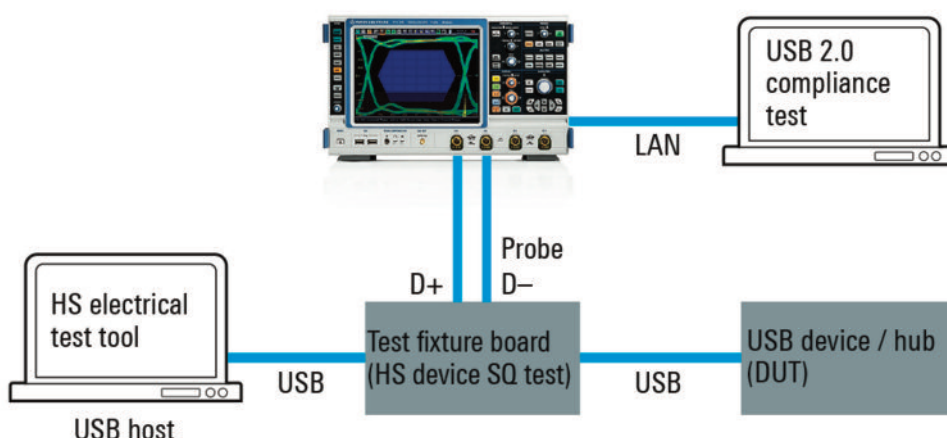 USB 2.0
compliance
test
LAN
Probe
D+
D–
HS electrical
test tool
USB
Test fixture board
(HS device SQ test)
USB
USB device / hub
(DUT)
USB host